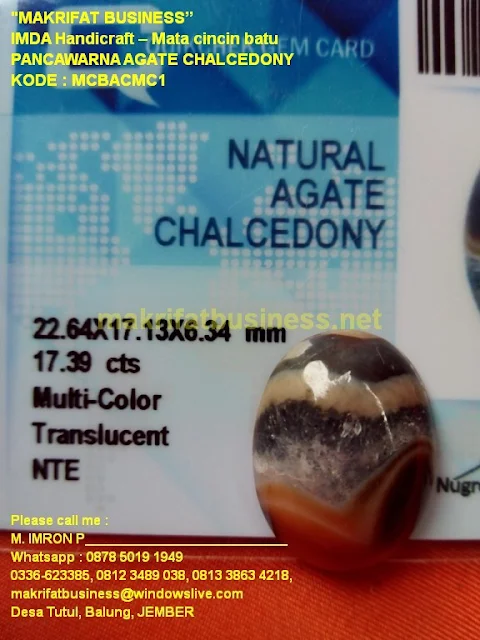 "MAKRIFAT BUSINESS”
IMDA Handicraft – Mata cincin batu
PANCAWARNA AGATE CHALCEDONY
KODE : MCBACMC1
GEM CARD
NATURAL
AGATE
CHALCEDONY
makrifatbusiness.net
22.64X17.13X6.34 mm
17.39 cts
Multi-Color
Translucent
NTE
Nugr
Please call me :
M. IMRON P
Whatsapp : 0878 5019 1949
0336-623385, 0812 3489 038, 0813 3863 4218,
makrifatbusiness@windowslive.com
Desa Tutul, Balung, JEMBER